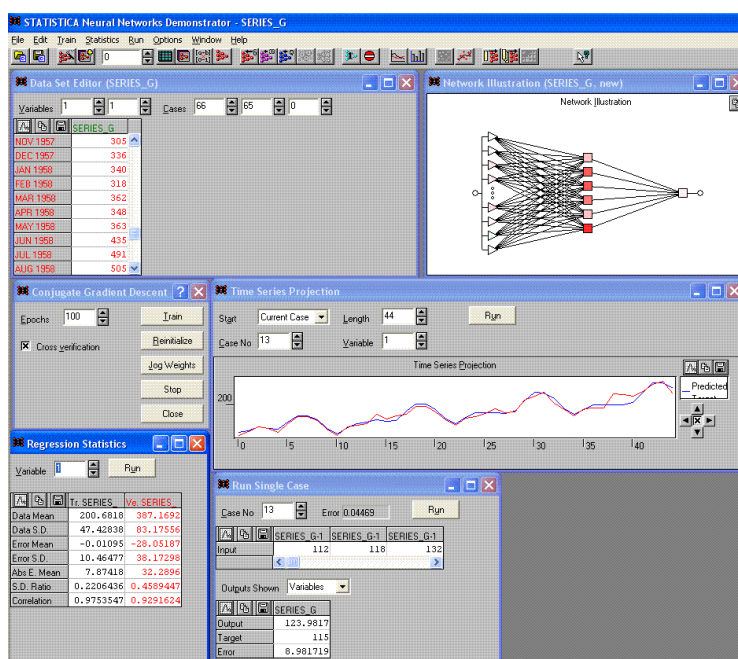 STATISTICA Neural Networks Demonstrator - SERIES_G
File Edit Train Statistics Run Options Window Help
0
Data Set Editor (SERIES_G)
Variables 1 1 Cases 66 65 0
SERIES_G
NOV 1957 305
DEC 1957 336
JAN 1958 340
FEB 1958 318
MAR 1958 362
APR 1958 348
MAY 1958 363
JUN 1958 435
JUL 1958 491
AUG 1958 505
Network Illustration (SERIES_G. new)
Network Illustration
Conjugate Gradient Descent
Epochs 100 Train
Cross verification Reinitialize
Jog Weights
Stop
Close
Time Series Projection
Start Current Case Length 44 Run
Case No 13 Variable 1
Time Series Projection
200
Predicted
0 5 10 15 20 25 30 35 40
Regression Statistics
Variable 1 Run
Tr. SERIES_ Ve. SERIES_
Data Mean 200.6818 387.1692
Data S.D. 47.42838 83.17556
Error Mean -0.01095 -28.05187
Error S.D. 10.46477 38.17298
Abs E. Mean 7.87418 32.2896
S.D. Ratio 0.2206436 0.4589447
Correlation 0.9753547 0.9291624
Run Single Case
Case No 13 Error 0.04469 Run
SERIES_G-1 SERIES_G-1 SERIES_G-1
Input 112 118 132
Outputs Shown Variables
SERIES_G
Output 123.9817
Target 115
Error 8.981719